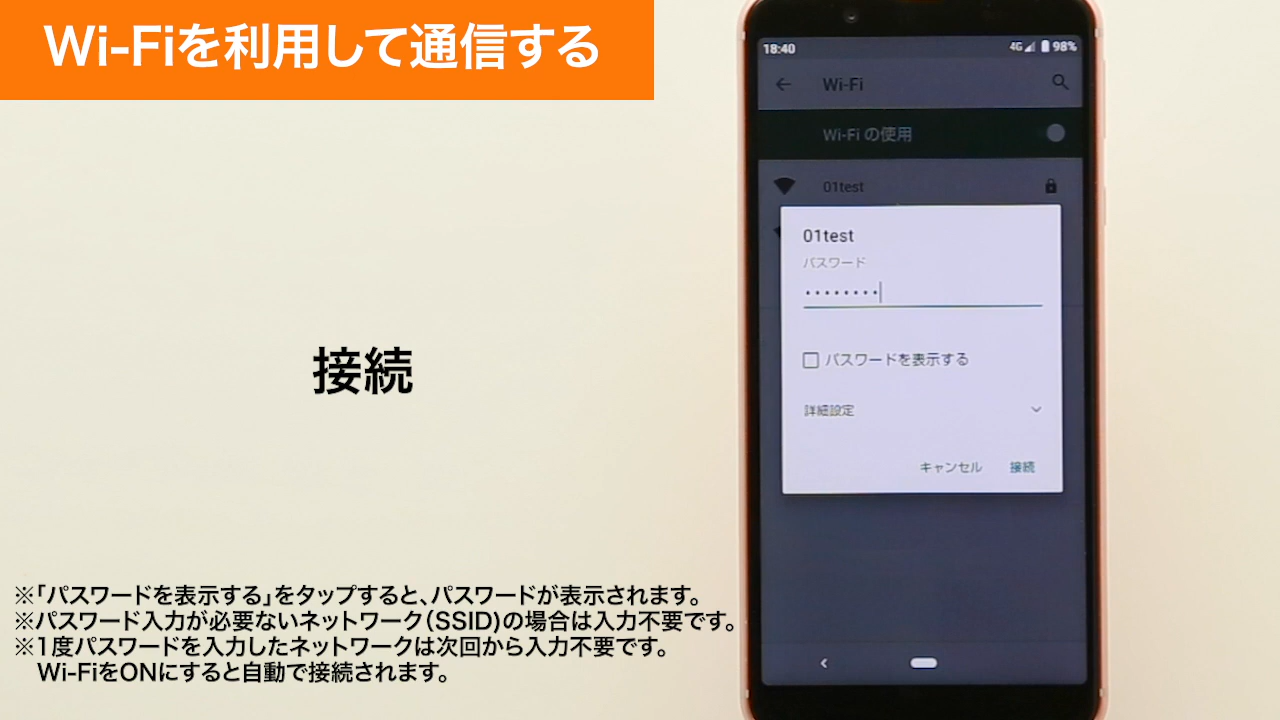 Wi-Fiを利用して通信する
18:40 4G 98%
Wi-Fi
Wi-Fi の使用
01test
01test
パスワード
••••••••
パスワードを表示する
詳細設定
キャンセル 接続
接続
※「パスワードを表示する」をタップすると、パスワードが表示されます。
※パスワード入力が必要ないネットワーク(SSID)の場合は入力不要です。
※1度パスワードを入力したネットワークは次回から入力不要です。
Wi-FiをONにすると自動で接続されます。